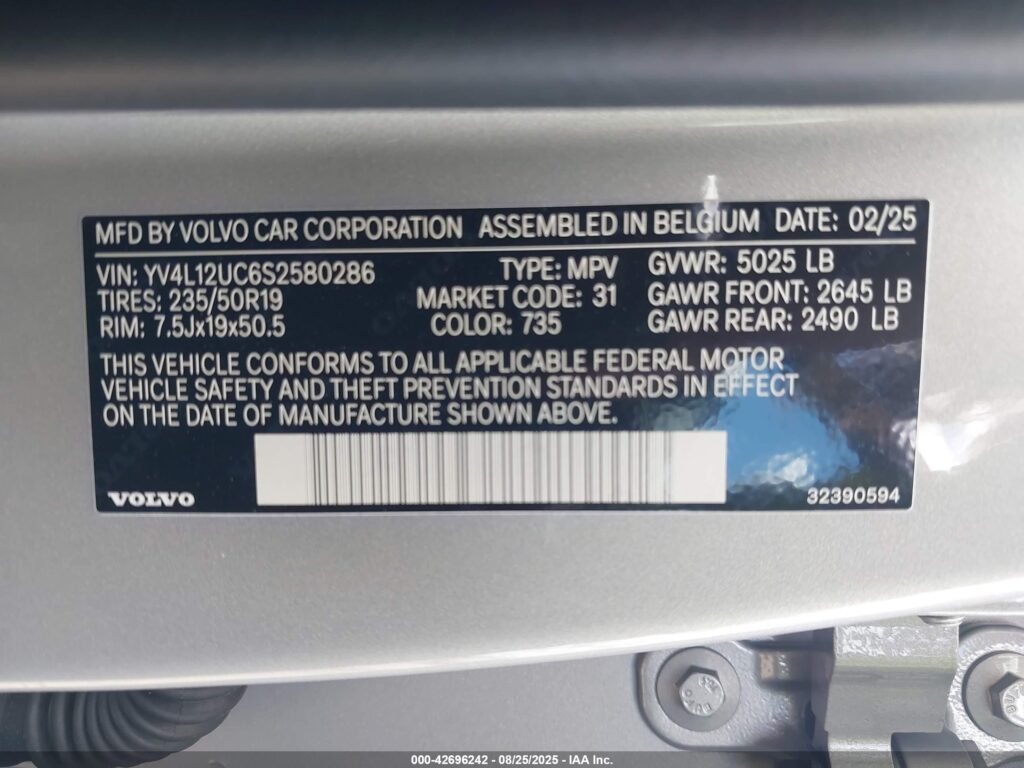 MFD BY VOLVO CAR CORPORATION ASSEMBLED IN BELGIUM DATE: 02/25
VIN: YV4L12UC6S2580286 TYPE: MPV GVWR: 5025 LB
TIRES: 235/50R19 MARKET CODE: 31 GAWR FRONT: 2645 LB
RIM: 7.5Jx19x50.5 COLOR: 735 GAWR REAR: 2490 LB
THIS VEHICLE CONFORMS TO ALL APPLICABLE FEDERAL MOTOR
VEHICLE SAFETY AND THEFT PREVENTION STANDARDS IN EFFECT
ON THE DATE OF MANUFACTURE SHOWN ABOVE.
VOLVO 32390594
000-42696242 - 08/25/2025 - IAA Inc.